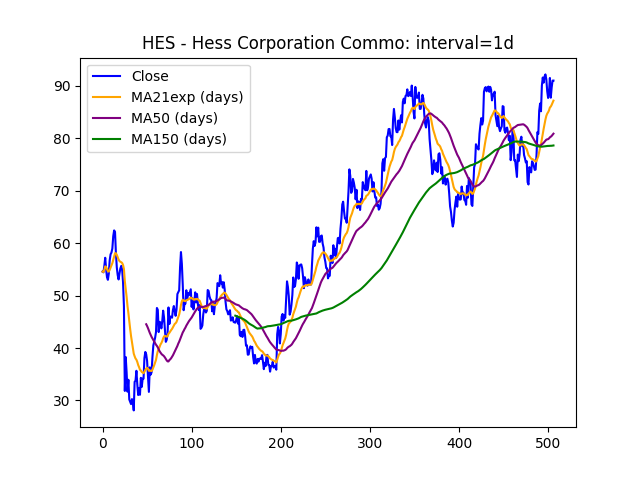 HES - Hess Corporation Commo: interval=1d
Close
MA21exp (days)
MA50 (days)
MA150 (days)
90
80
70
60
50
40
30
0 100 200 300 400 500